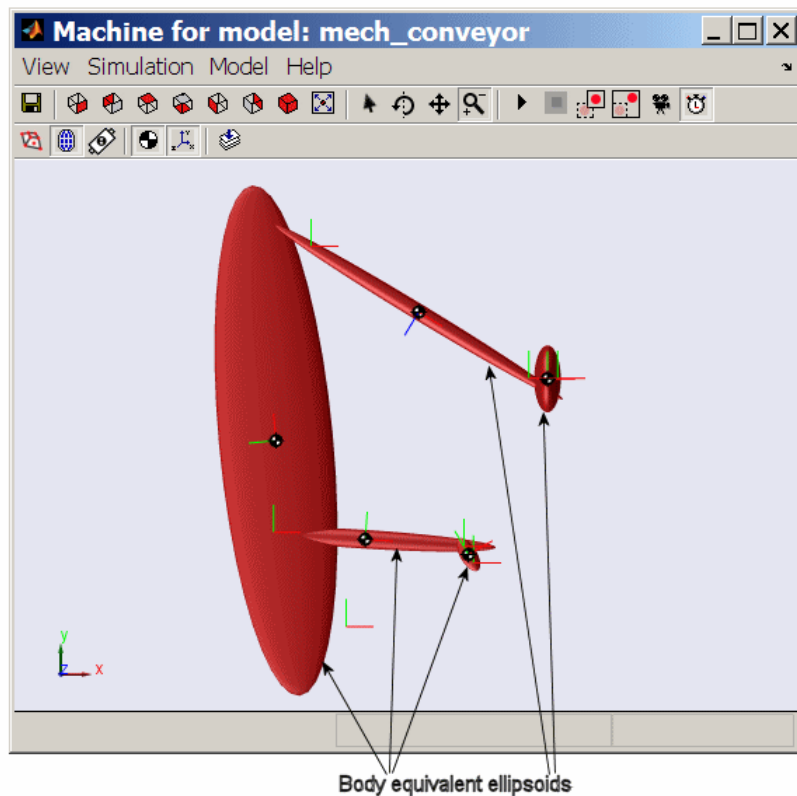 Machine for model: mech_conveyor
View Simulation Model Help
y
z x
Body equivalent ellipsoids